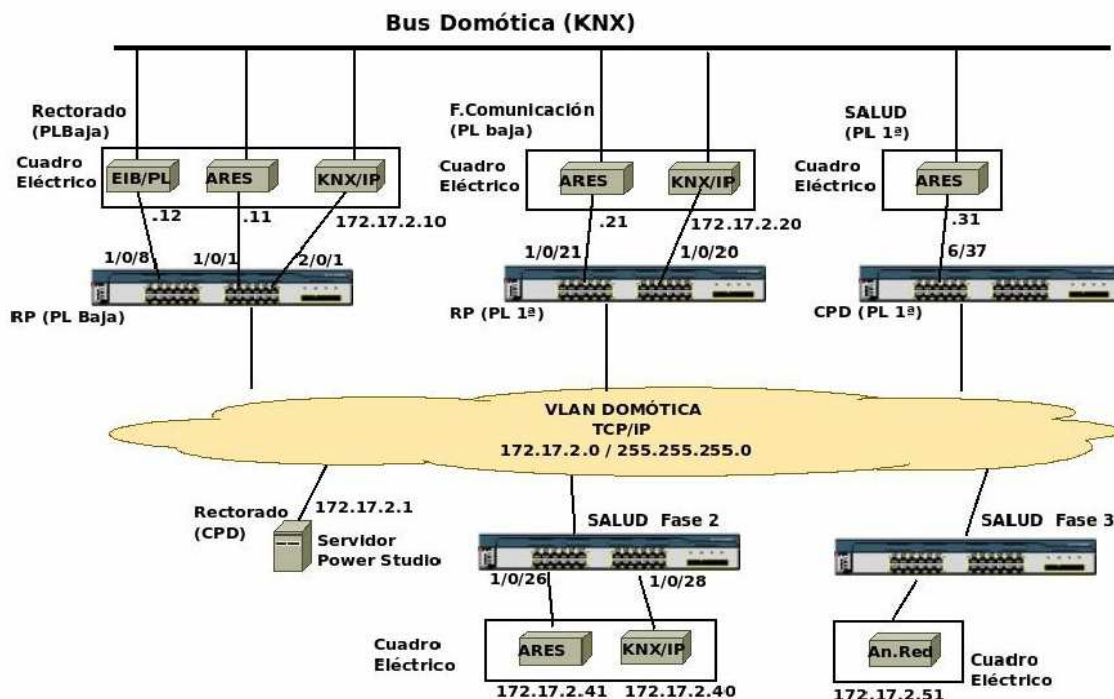 Bus Domótica (KNX)
Rectorado
(PLBaja)
Cuadro
Eléctrico
EIB/PL
ARES
KNX/IP
.12
.11
172.17.2.10
1/0/8
1/0/1
2/0/1
RP (PL Baja)
F.Comunicación
(PL baja)
Cuadro
Eléctrico
ARES
KNX/IP
.21
172.17.2.20
1/0/21
1/0/20
RP (PL 1ª)
SALUD
(PL 1ª)
Cuadro
Eléctrico
ARES
.31
6/37
CPD (PL 1ª)
VLAN DOMÓTICA
TCP/IP
172.17.2.0 / 255.255.255.0
Rectorado
(CPD)
172.17.2.1
Servidor
Power Studio
SALUD Fase 2
1/0/26
1/0/28
Cuadro
Eléctrico
ARES
KNX/IP
172.17.2.41
172.17.2.40
SALUD Fase 3
An.Red
Cuadro
Eléctrico
172.17.2.51